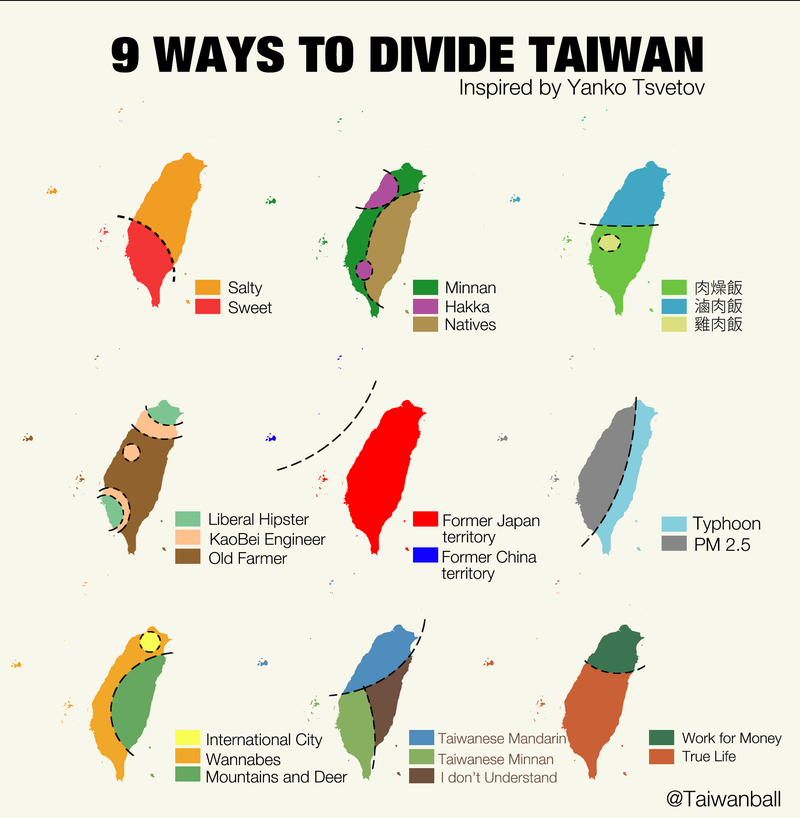 9 WAYS TO DIVIDE TAIWAN
Inspired by Yanko Tsvetov
Salty
Sweet
Minnan
Hakka
Natives
肉燥飯
滷肉飯
雞肉飯
Liberal Hipster
KaoBei Engineer
Old Farmer
Former Japan
territory
Former China
territory
Typhoon
PM 2.5
International City
Wannabes
Mountains and Deer
Taiwanese Mandarin
Taiwanese Minnan
I don't Understand
Work for Money
True Life
@Taiwanball